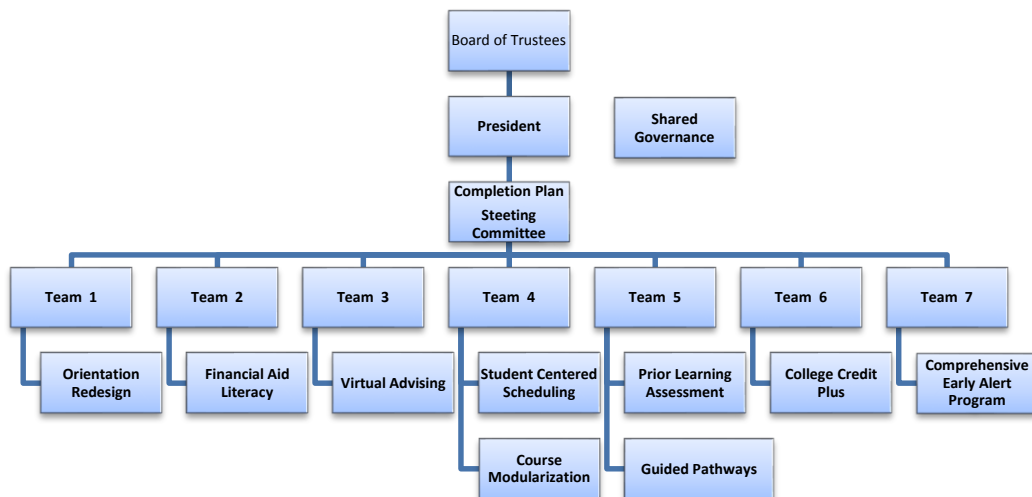 Board of Trustees
President
Shared
Governance
Completion Plan
Steeting
Committee
Team 1
Team 2
Team 3
Team 4
Team 5
Team 6
Team 7
Orientation
Redesign
Financial Aid
Literacy
Virtual Advising
Student Centered
Scheduling
Prior Learning
Assessment
College Credit
Plus
Comprehensive
Early Alert
Program
Course
Modularization
Guided Pathways